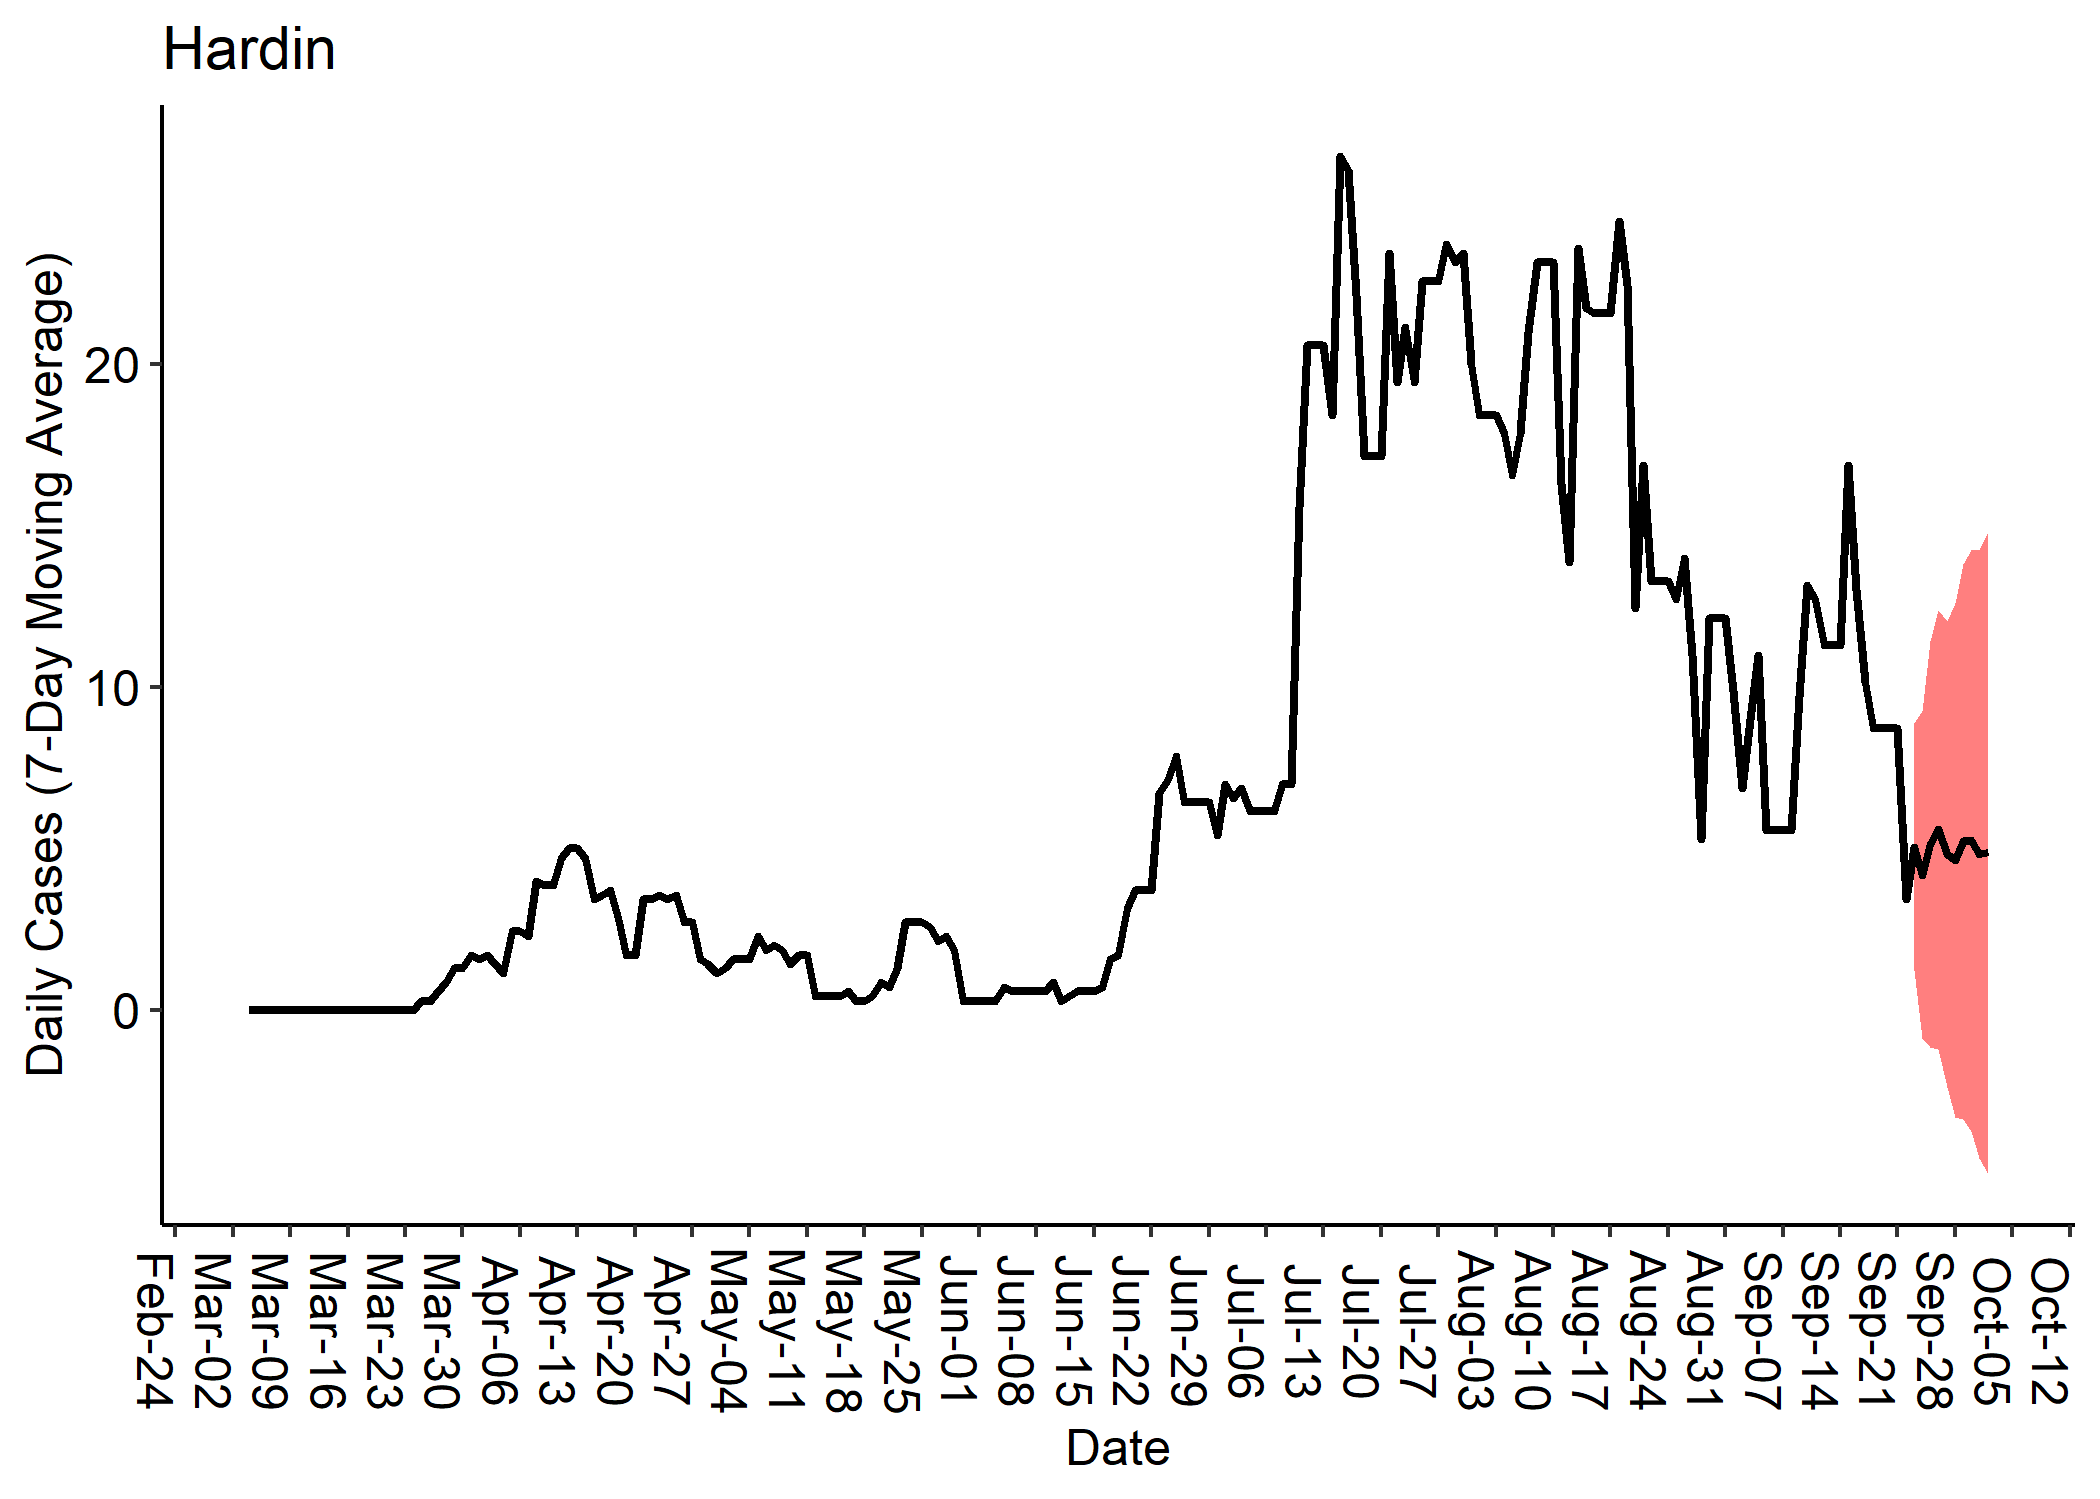 Hardin
Daily Cases (7-Day Moving Average)
20
10
0
Feb-24
Mar-02
Mar-09
Mar-16
Mar-23
Mar-30
Apr-06
Apr-13
Apr-20
Apr-27
May-04
May-11
May-18
May-25
Jun-01
Jun-08
Jun-15
Jun-22
Jun-29
Jul-06
Jul-13
Jul-20
Jul-27
Aug-03
Aug-10
Aug-17
Aug-24
Aug-31
Sep-07
Sep-14
Sep-21
Sep-28
Oct-05
Oct-12
Date